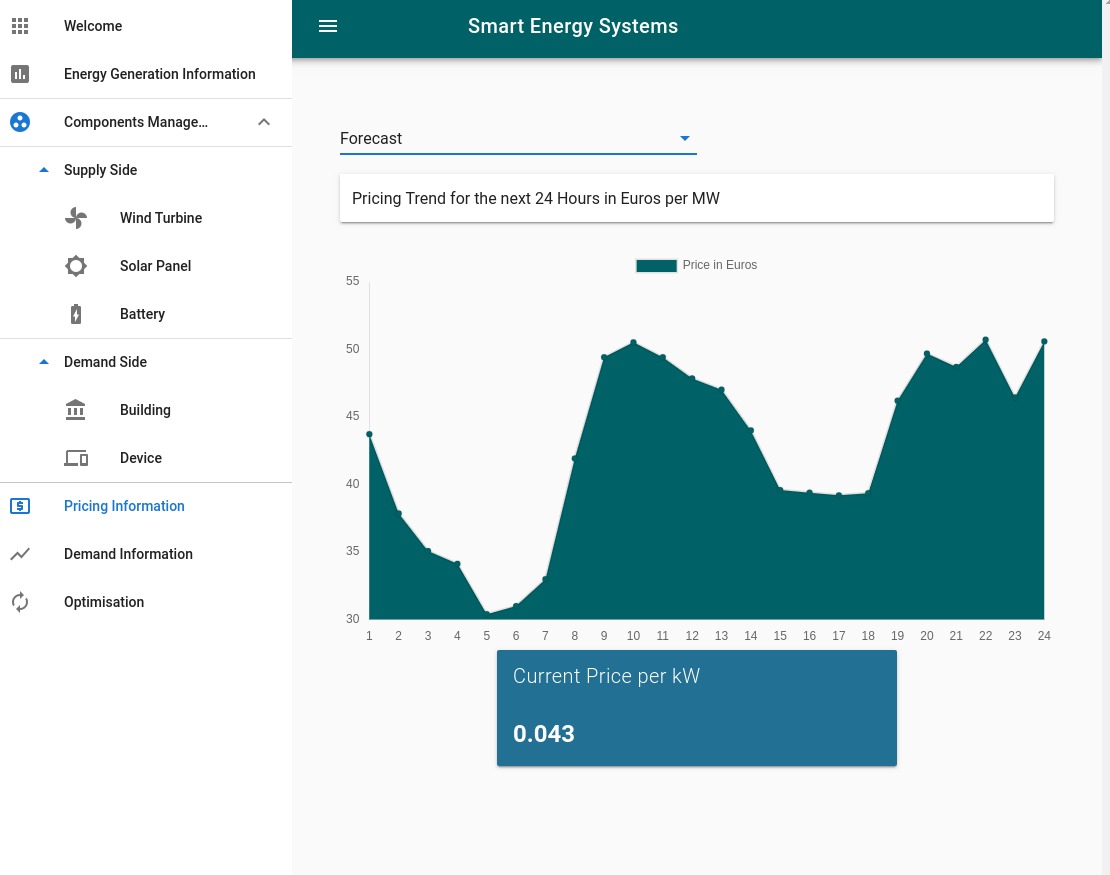 Welcome
Energy Generation Information
Components Manage...
Supply Side
Wind Turbine
Solar Panel
Battery
Demand Side
Building
Device
Pricing Information
Demand Information
Optimisation
Smart Energy Systems
Forecast
Pricing Trend for the next 24 Hours in Euros per MW
Price in Euros
55
50
45
40
35
30
1 2 3 4 5 6 7 8 9 10 11 12 13 14 15 16 17 18 19 20 21 22 23 24
Current Price per kW
0.043